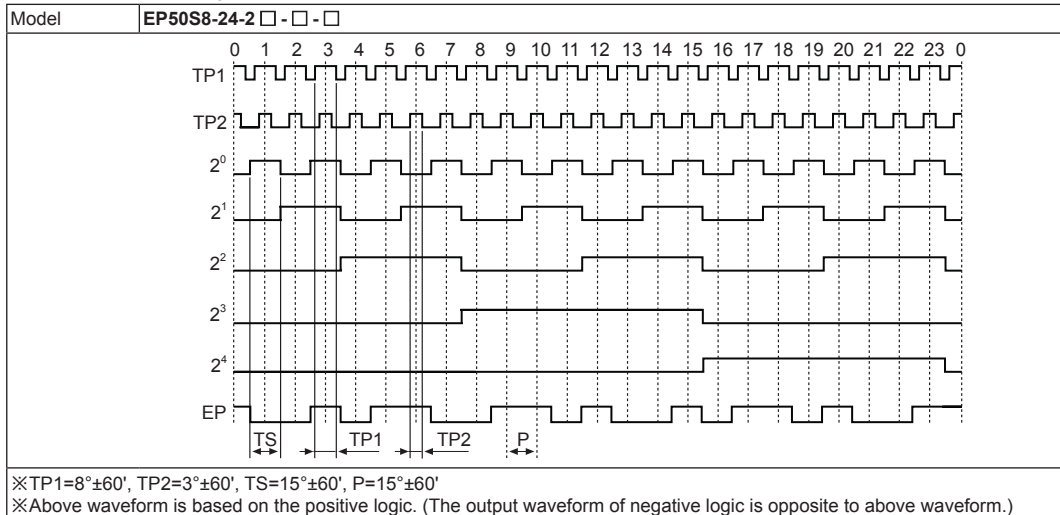 Model EP50S8-24-2 □ - □ - □
0 1 2 3 4 5 6 7 8 9 10 11 12 13 14 15 16 17 18 19 20 21 22 23 0
TP1
TP2
2⁰
2¹
2²
2³
2⁴
EP
TS TP1 TP2 P
※TP1=8°±60', TP2=3°±60', TS=15°±60', P=15°±60'
※Above waveform is based on the positive logic. (The output waveform of negative logic is opposite to above waveform.)